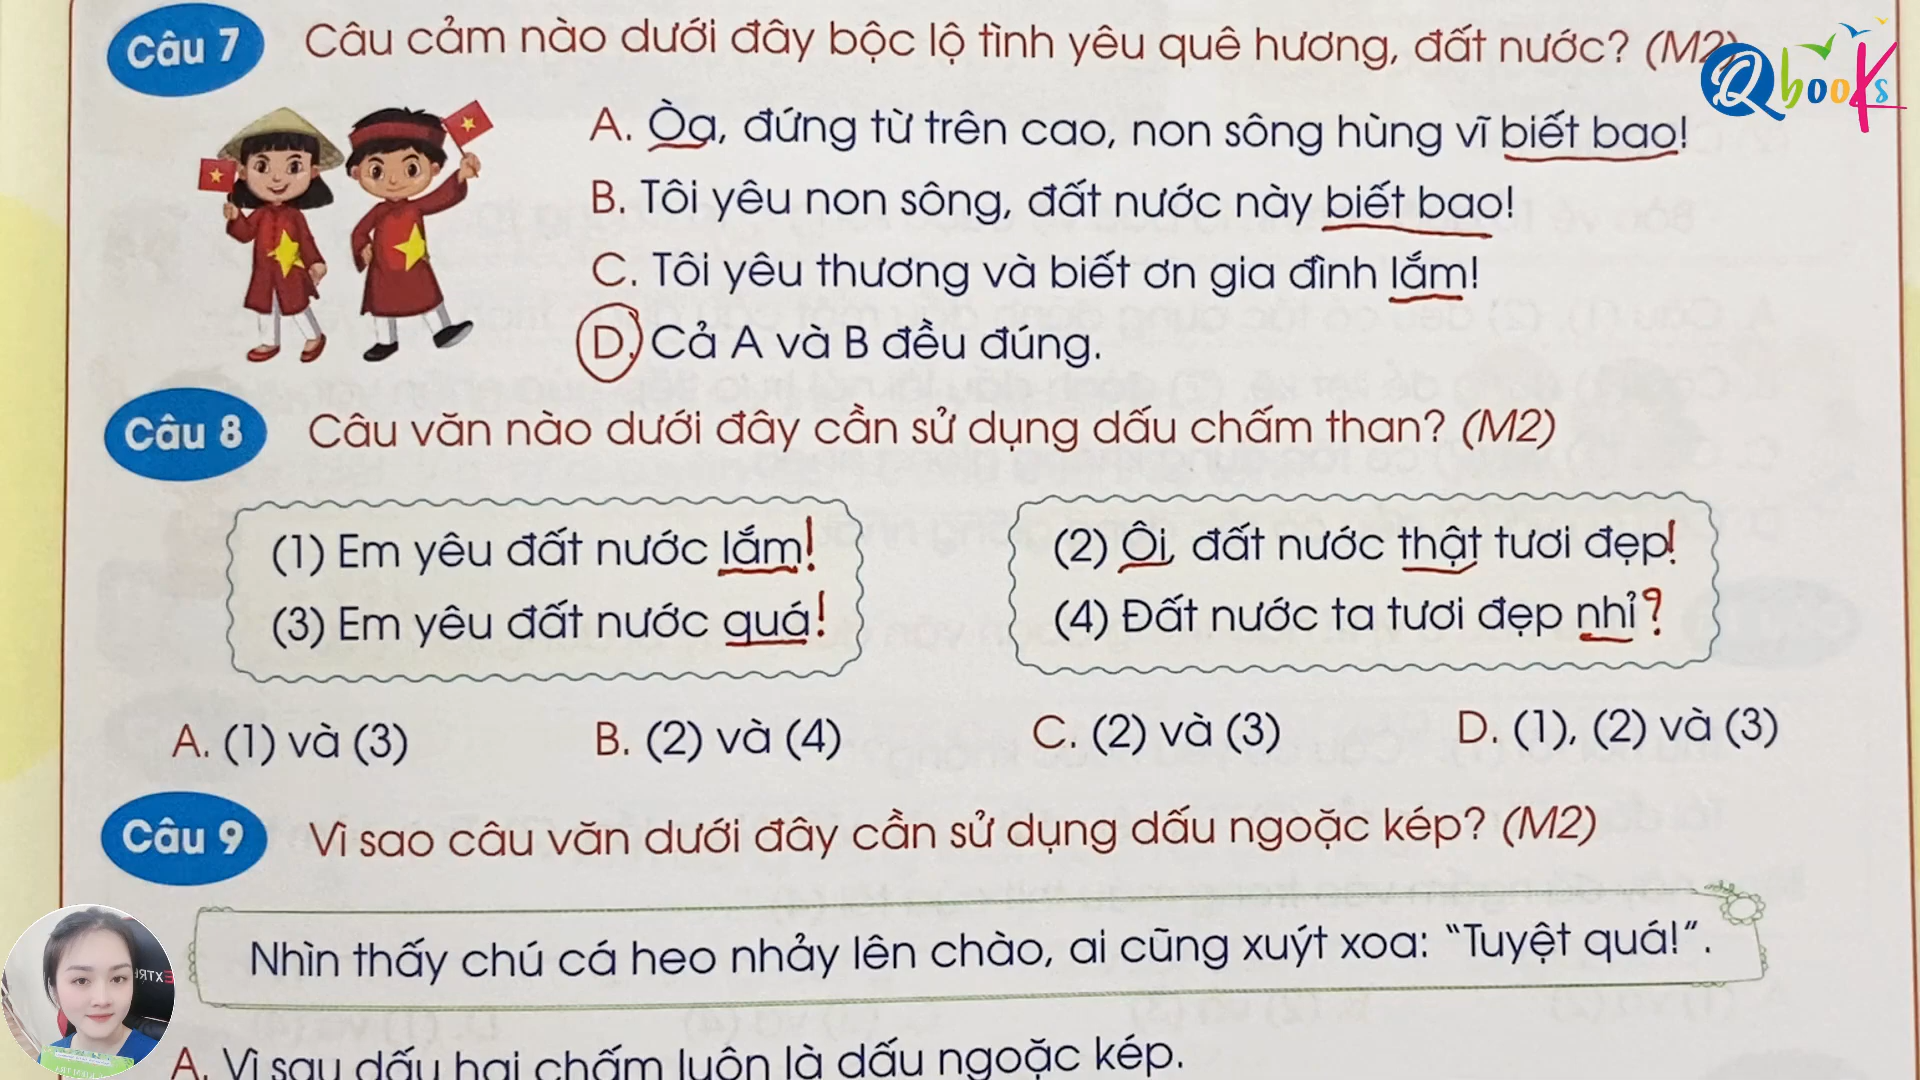 Câu 7 Câu cảm nào dưới đây bộc lộ tình yêu quê hương, đất nước? (M2)
Qbooks
A. Òa, đứng từ trên cao, non sông hùng vĩ biết bao!
B. Tôi yêu non sông, đất nước này biết bao!
C. Tôi yêu thương và biết ơn gia đình lắm!
D. Cả A và B đều đúng.
Câu 8 Câu văn nào dưới đây cần sử dụng dấu chấm than? (M2)
(1) Em yêu đất nước lắm!
(3) Em yêu đất nước quá!
(2) Ôi, đất nước thật tươi đẹp!
(4) Đất nước ta tươi đẹp nhỉ?
A. (1) và (3) B. (2) và (4) C. (2) và (3) D. (1), (2) và (3)
Câu 9 Vì sao câu văn dưới đây cần sử dụng dấu ngoặc kép? (M2)
Nhìn thấy chú cá heo nhảy lên chào, ai cũng xuýt xoa: “Tuyệt quá!”.
A. Vì sau dấu hai chấm luôn là dấu ngoặc kép.